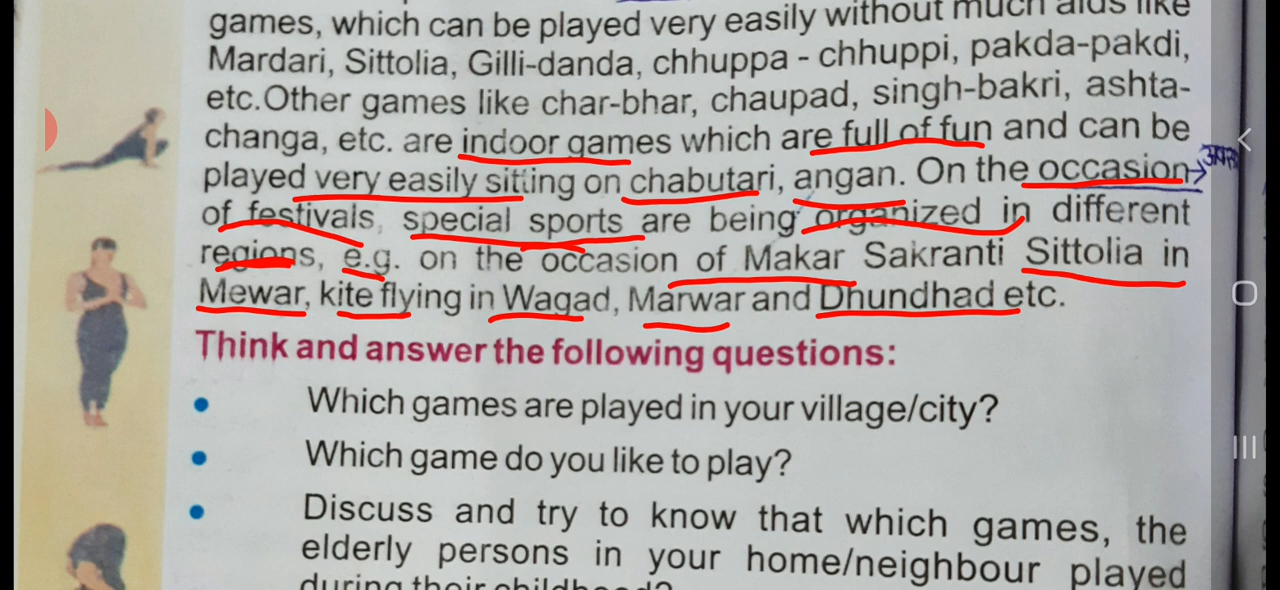 games, which can be played very easily without much aids like
Mardari, Sittolia, Gilli-danda, chhuppa - chhuppi, pakda-pakdi,
etc.Other games like char-bhar, chaupad, singh-bakri, ashta-
changa, etc. are indoor games which are full of fun and can be
played very easily sitting on chabutari, angan. On the occasion
of festivals, special sports are being organized in different
regions, e.g. on the occasion of Makar Sakranti Sittolia in
Mewar, kite flying in Wagad, Marwar and Dhundhad etc.
Think and answer the following questions:
• Which games are played in your village/city?
• Which game do you like to play?
• Discuss and try to know that which games, the
elderly persons in your home/neighbour played
during their childhood?